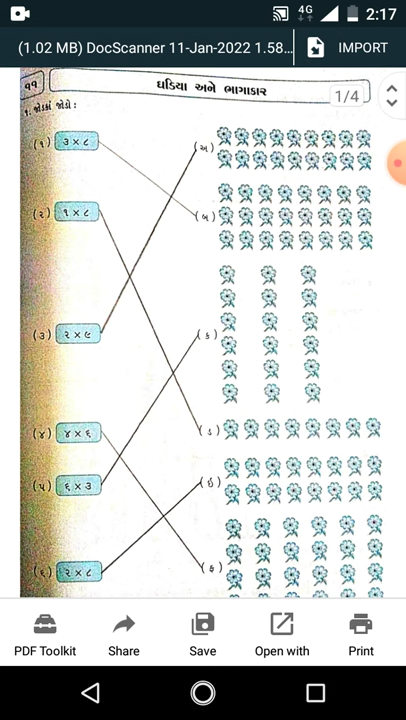 4G 2:17
(1.02 MB) DocScanner 11-Jan-2022 1.58... IMPORT
૧૧ ઘડિયા અને ભાગાકાર
1/4
૧. જોડકાં જોડો :
(૧) ૩ × ૮ (અ)
(બ)
(૨) ૧ × ૮
(૩) ૨ × ૯ (ક)
(૪) ૪ × ૬ (ડ)
(૫) ૬ × ૩ (ઇ)
(૬) ૨ × ૮ (ફ)
PDF Toolkit Share Save Open with Print